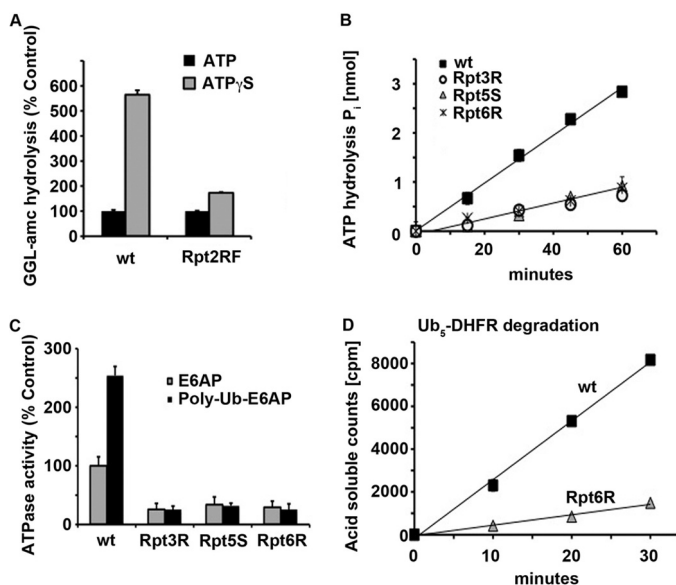 A
ATP
ATPγS
GGL-amc hydrolysis (% Control)
600
500
400
300
200
100
0
wt
Rpt2RF
B
wt
Rpt3R
Rpt5S
Rpt6R
ATP hydrolysis Pi [nmol]
3
2
1
0
0 20 40 60
minutes
C
E6AP
Poly-Ub-E6AP
ATPase activity (% Control)
300
250
100
0
wt
Rpt3R
Rpt5S
Rpt6R
D
Ub5-DHFR degradation
Acid soluble counts [cpm]
8000
6000
4000
2000
0
wt
Rpt6R
0 10 20 30
minutes